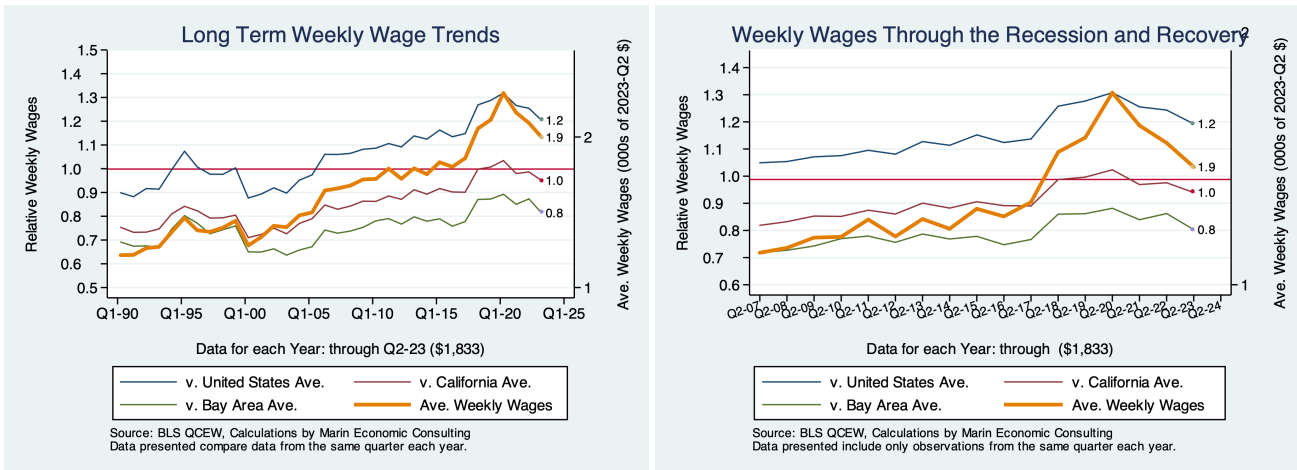 Long Term Weekly Wage Trends
Relative Weekly Wages
1.5
1.4
1.3
1.2
1.1
1.0
0.9
0.8
0.7
0.6
0.5
1.2
1.9
1.0
0.8
2
1
Ave. Weekly Wages (000s of 2023-Q2 $)
Q1-90 Q1-95 Q1-00 Q1-05 Q1-10 Q1-15 Q1-20 Q1-25
Data for each Year: through Q2-23 ($1,833)
v. United States Ave. v. California Ave.
v. Bay Area Ave. Ave. Weekly Wages
Source: BLS QCEW, Calculations by Marin Economic Consulting
Data presented compare data from the same quarter each year.
Weekly Wages Through the Recession and Recovery
Relative Weekly Wages
1.4
1.3
1.2
1.1
1.0
0.9
0.8
0.7
0.6
1.2
1.9
1.0
0.8
2
1
Ave. Weekly Wages (000s of 2023-Q2 $)
Q2-07 Q2-08 Q2-09 Q2-10 Q2-11 Q2-12 Q2-13 Q2-14 Q2-15 Q2-16 Q2-17 Q2-18 Q2-19 Q2-20 Q2-21 Q2-22 Q2-23 Q2-24
Data for each Year: through ($1,833)
v. United States Ave. v. California Ave.
v. Bay Area Ave. Ave. Weekly Wages
Source: BLS QCEW, Calculations by Marin Economic Consulting
Data presented include only observations from the same quarter each year.